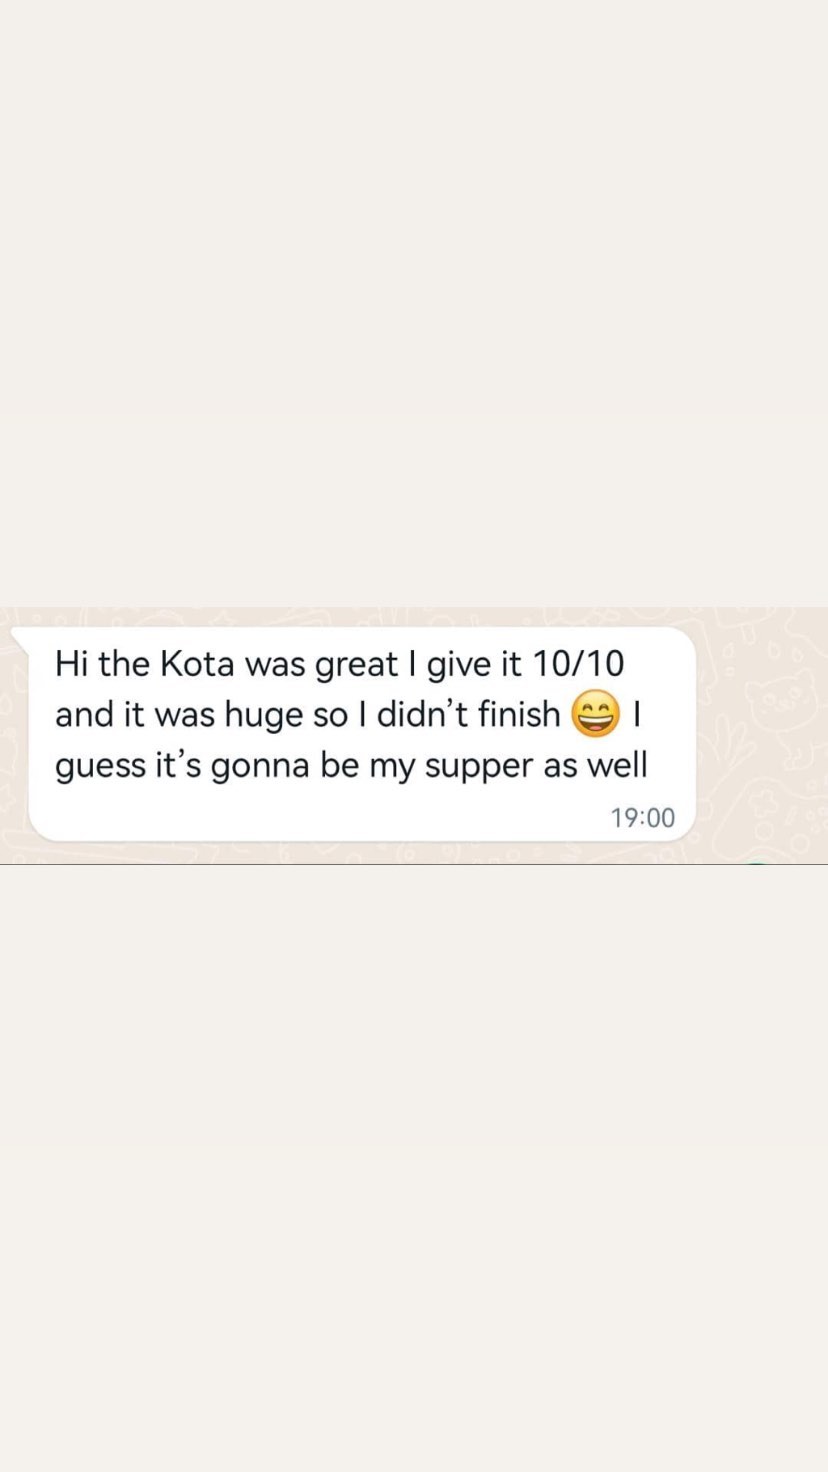 Hi the Kota was great I give it 10/10
and it was huge so I didn’t finish 😄 I
guess it’s gonna be my supper as well
19:00